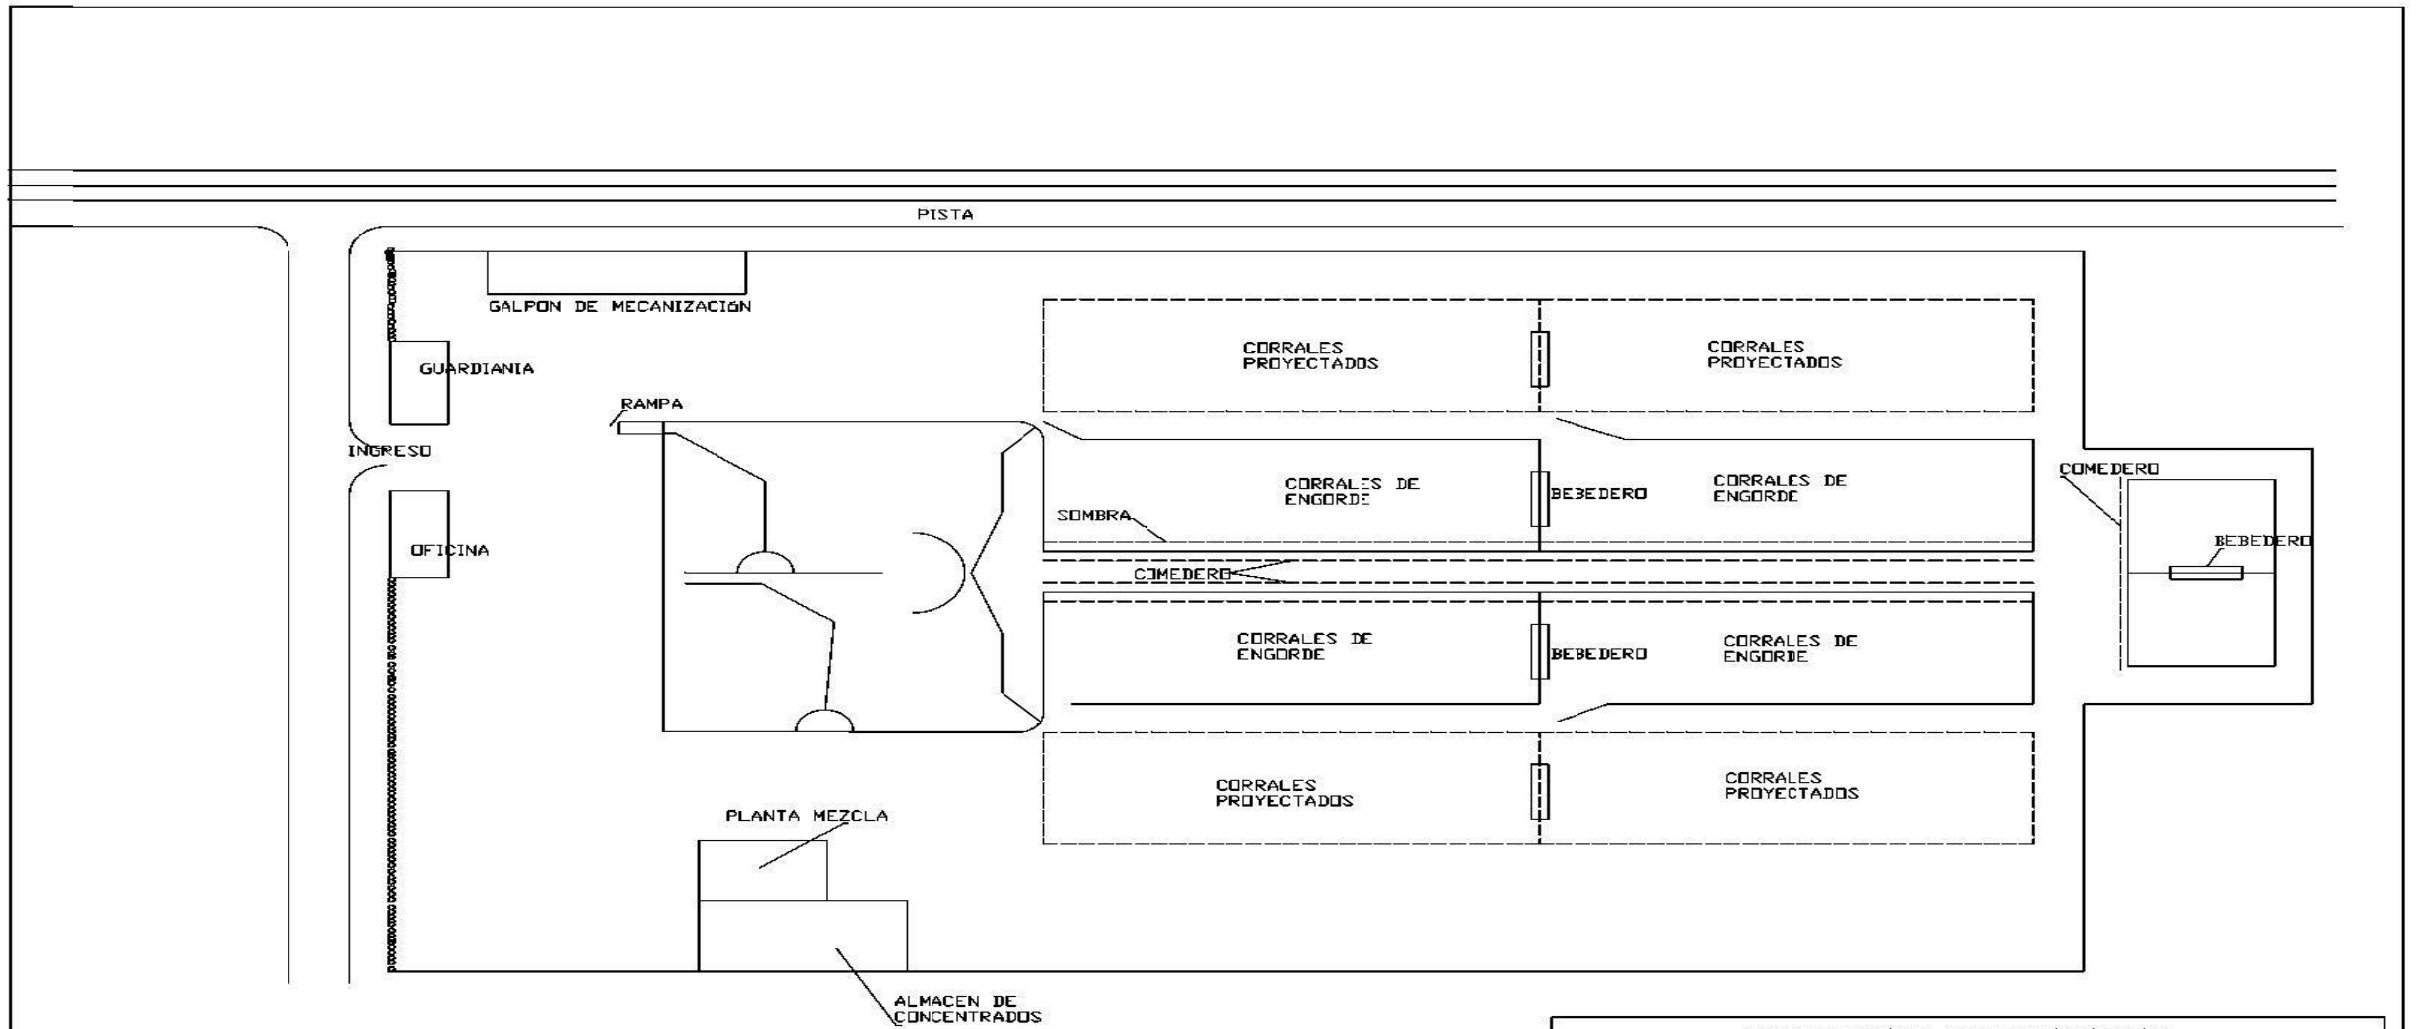 PISTA
GALPON DE MECANIZACIÓN
GUARDIANIA
RAMPA
INGRESO
OFICINA
CORRALES
PROYECTADOS
CORRALES
PROYECTADOS
CORRALES DE
ENGORDE
BEBEDERO
CORRALES DE
ENGORDE
COMEDERO
SOMBRA
BEBEDERO
COMEDERO
CORRALES DE
ENGORDE
BEBEDERO
CORRALES DE
ENGORDE
CORRALES
PROYECTADOS
CORRALES
PROYECTADOS
PLANTA MEZCLA
ALMACEN DE
CONCENTRADOS